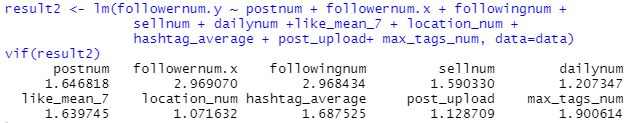 result2 <- lm(followernum.y ~ postnum + followernum.x + followingnum +
sellnum + dailynum +like_mean_7 + location_num +
hashtag_average + post_upload+ max_tags_num, data=data)
vif(result2)
postnum followernum.x followingnum sellnum dailynum
1.646818 2.969070 2.968434 1.590330 1.207347
like_mean_7 location_num hashtag_average post_upload max_tags_num
1.639745 1.071632 1.687525 1.128709 1.900614